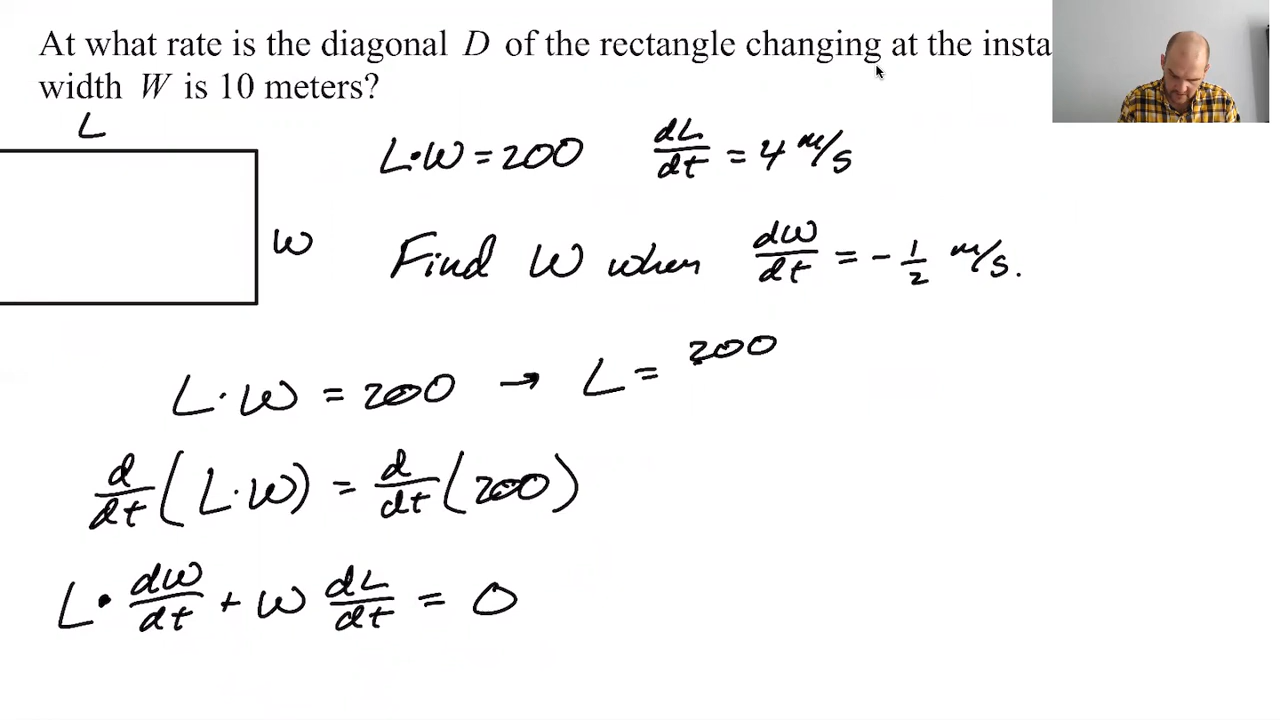 At what rate is the diagonal D of the rectangle changing at the insta
width W is 10 meters?
L
L·W = 200 dL/dt = 4 m/s
W
Find W when dW/dt = -1/2 m/s.
L·W = 200 → L = 200
d/dt (L·W) = d/dt (200)
L · dW/dt + W dL/dt = 0